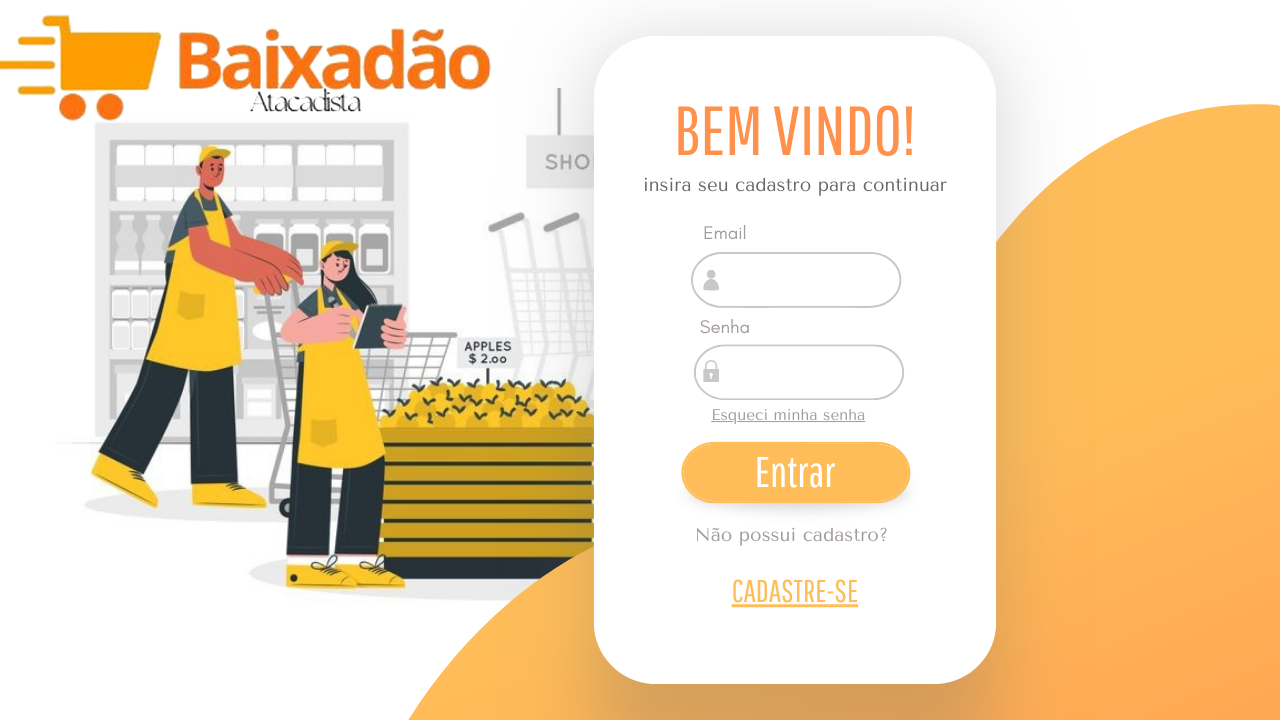 Baixadão
Atacadista
SHO
APPLES
$ 2.00
BEM VINDO!
insira seu cadastro para continuar
Email
Senha
Esqueci minha senha
Entrar
Não possui cadastro?
CADASTRE-SE